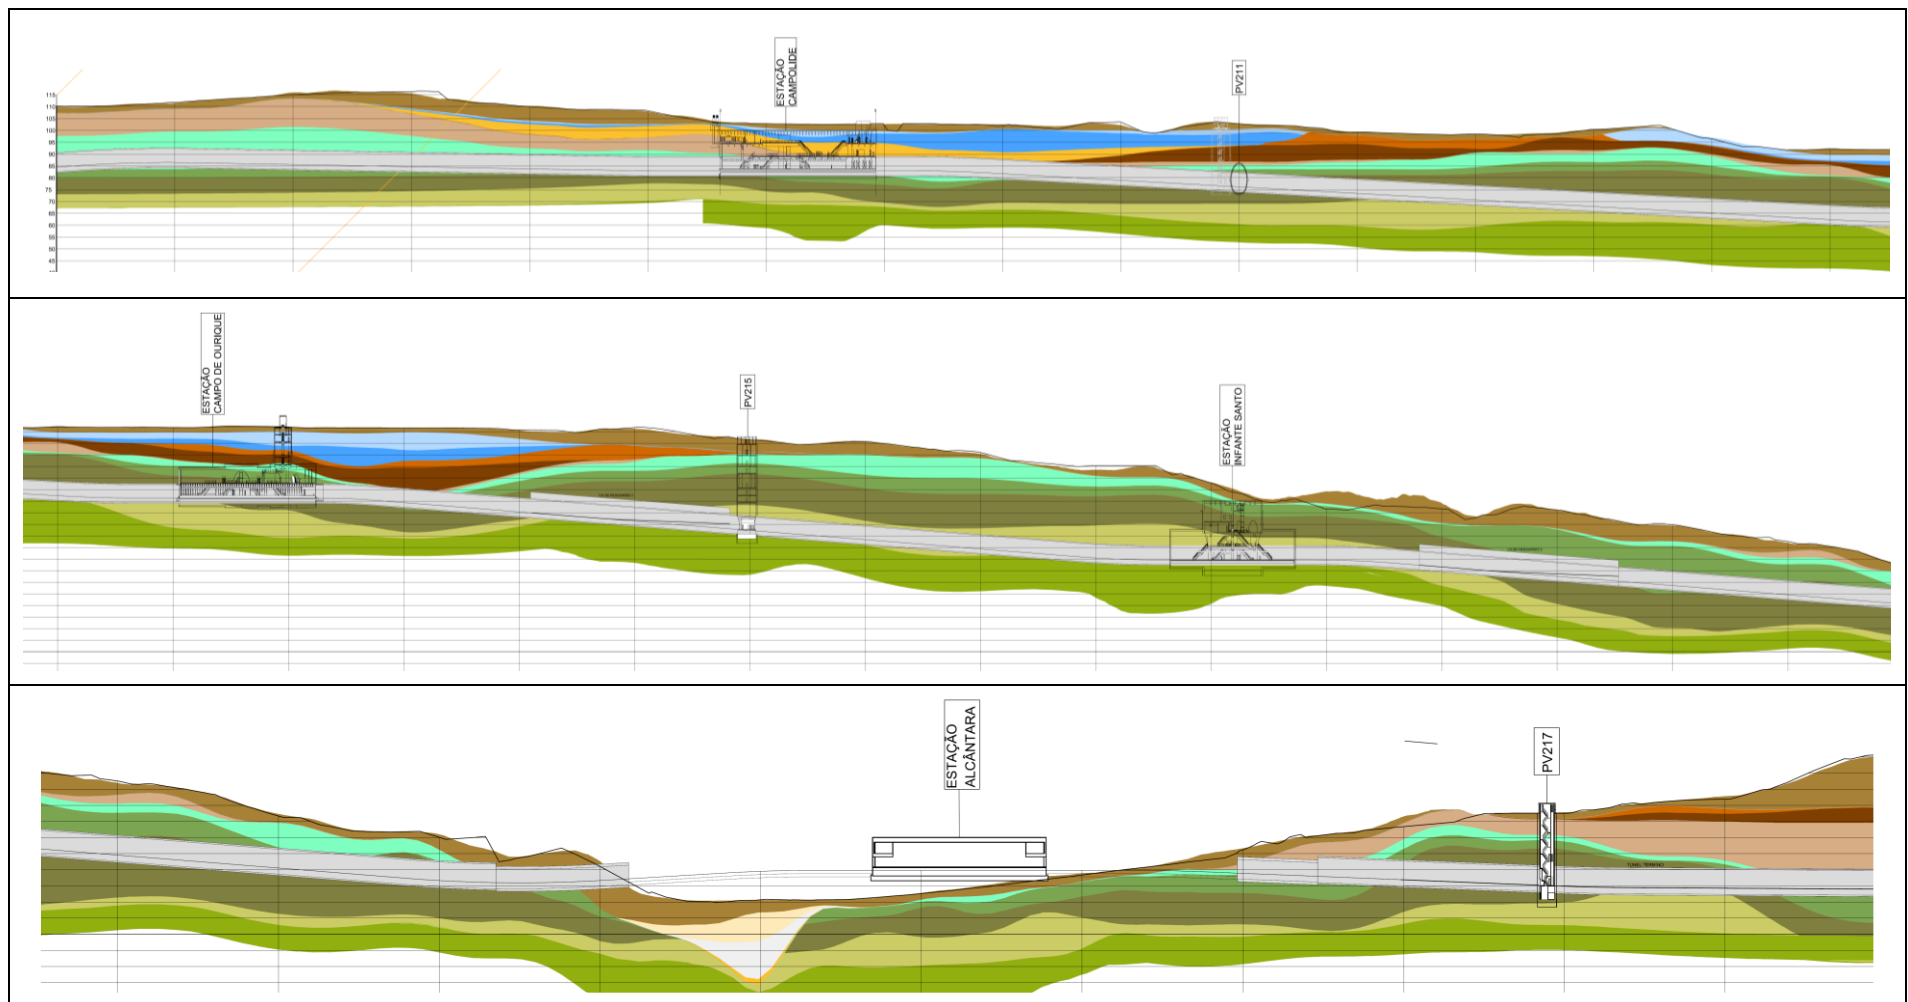 ESTAÇÃO
CAMPOLIDE
PV211
115
110
105
100
95
90
85
80
75
70
65
60
55
50
45
ESTAÇÃO
CAMPO DE OURIQUE
PV215
ESTAÇÃO
INFANTE SANTO
ESTAÇÃO
ALCÂNTARA
PV217